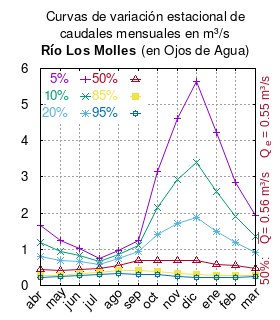 Curvas de variación estacional de
caudales mensuales en m³/s
Río Los Molles (en Ojos de Agua)
6
5
4
3
2
1
0
5% 50%
10% 85%
20% 95%
abr
may
jun
jul
ago
sep
oct
nov
dic
ene
feb
mar
50%: Q= 0.56 m³/s Qe = 0.55 m³/s